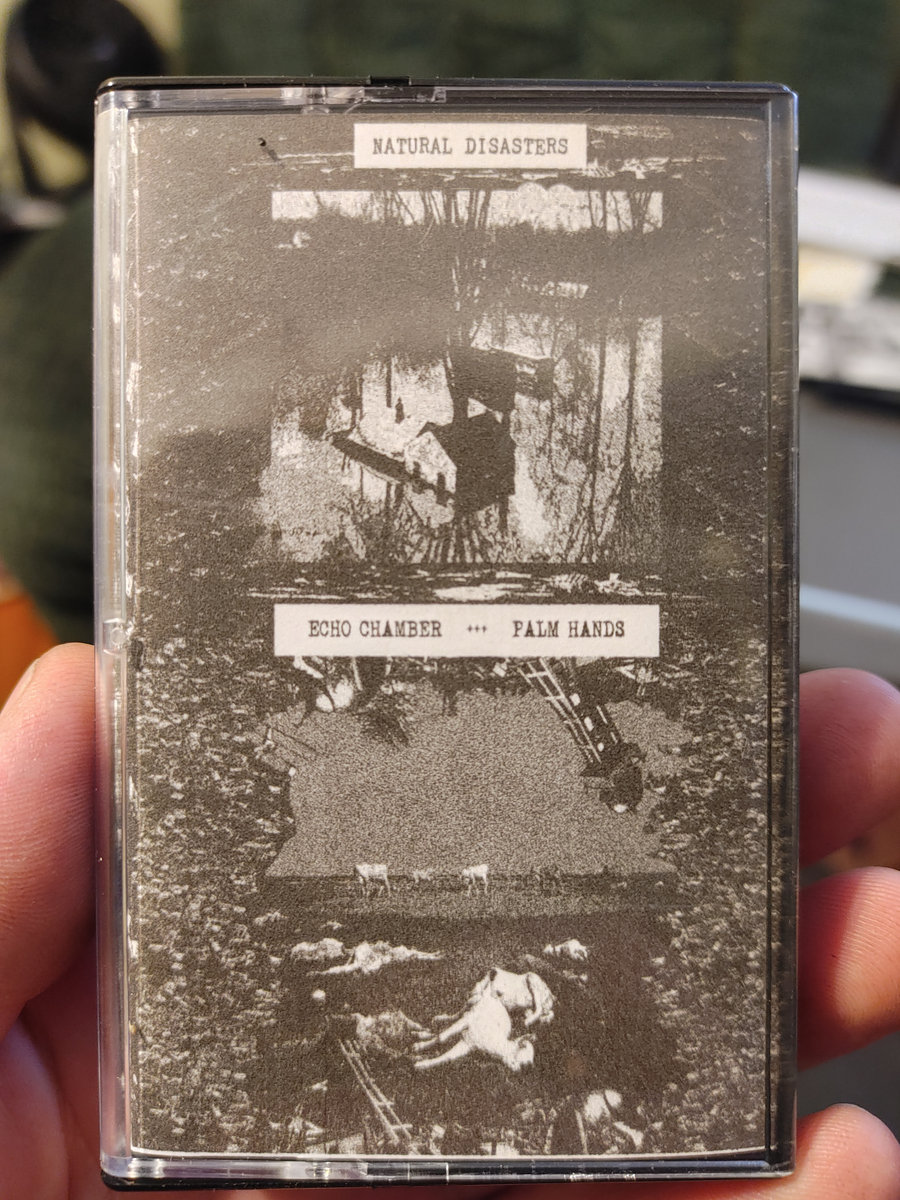 NATURAL DISASTERS
ECHO CHAMBER +++ PALM HANDS